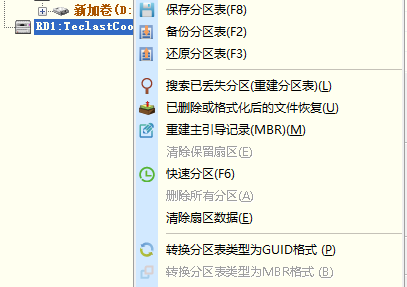 新加卷(D:
RD1:TeclastCoo
保存分区表(F8)
备份分区表(F2)
还原分区表(F3)
搜索已丢失分区(重建分区表)(L)
已删除或格式化后的文件恢复(U)
重建主引导记录(MBR)(M)
清除保留扇区(E)
快速分区(F6)
删除所有分区(A)
清除扇区数据(E)
转换分区表类型为GUID格式 (P)
转换分区表类型为MBR格式 (B)